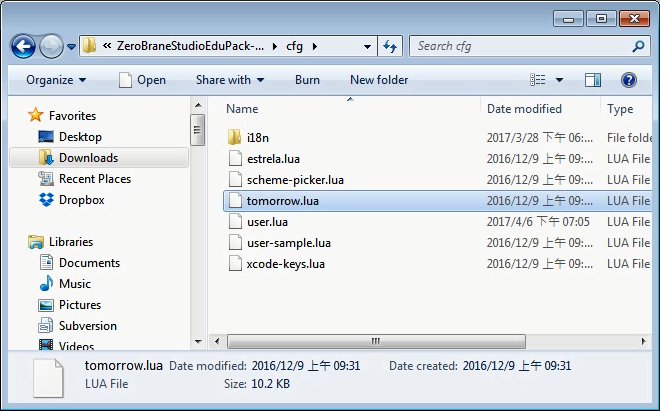 « ZeroBraneStudioEduPack-... ▸ cfg ▸
Search cfg
Organize Open Share with Burn New folder
Favorites
Desktop
Downloads
Recent Places
Dropbox
Libraries
Documents
Music
Pictures
Subversion
Videos
Name Date modified Type
i18n 2017/3/28 下午 06:... File folde
estrela.lua 2016/12/9 上午 09:... LUA File
scheme-picker.lua 2016/12/9 上午 09:... LUA File
tomorrow.lua 2016/12/9 上午 09:... LUA File
user.lua 2017/4/6 下午 07:05 LUA File
user-sample.lua 2016/12/9 上午 09:... LUA File
xcode-keys.lua 2016/12/9 上午 09:... LUA File
tomorrow.lua Date modified: 2016/12/9 上午 09:31 Date created: 2016/12/9 上午 09:31
LUA File Size: 10.2 KB